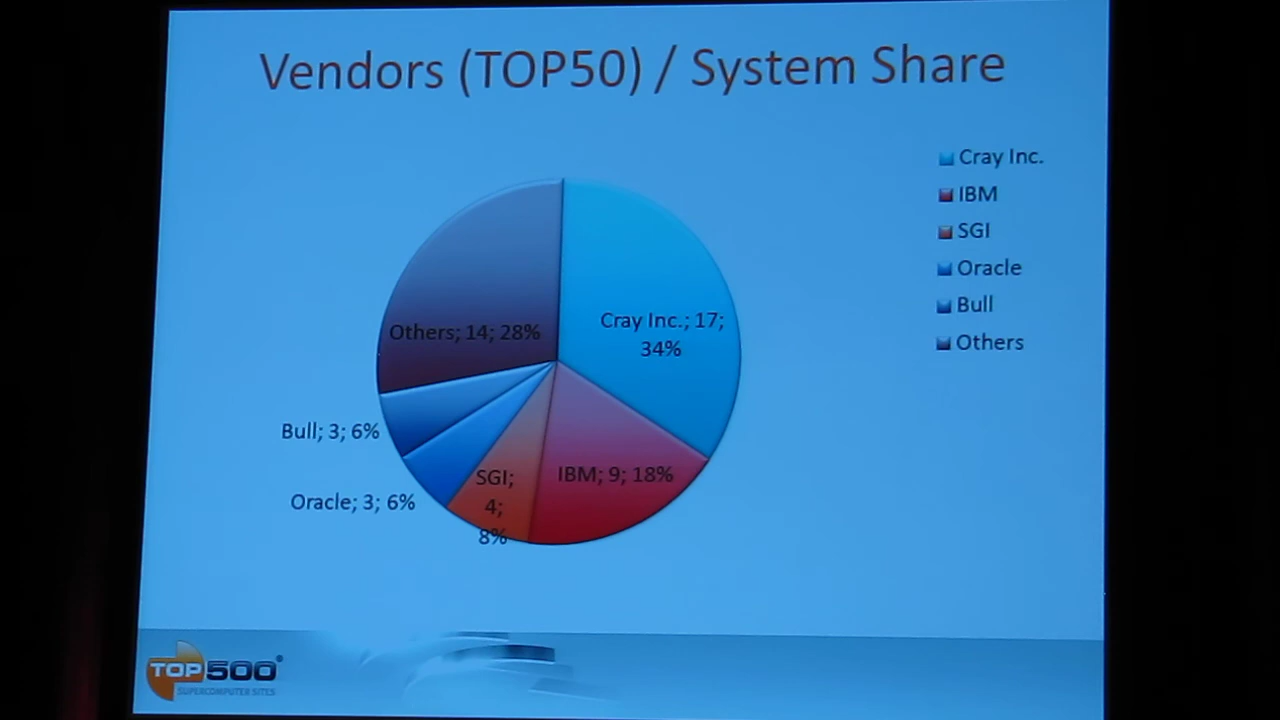 Vendors (TOP50) / System Share
Cray Inc.
IBM
SGI
Oracle
Bull
Others
Others; 14; 28%
Cray Inc.; 17;
34%
Bull; 3; 6%
IBM; 9; 18%
SGI;
4;
8%
Oracle; 3; 6%
TOP500®
SUPERCOMPUTER SITES